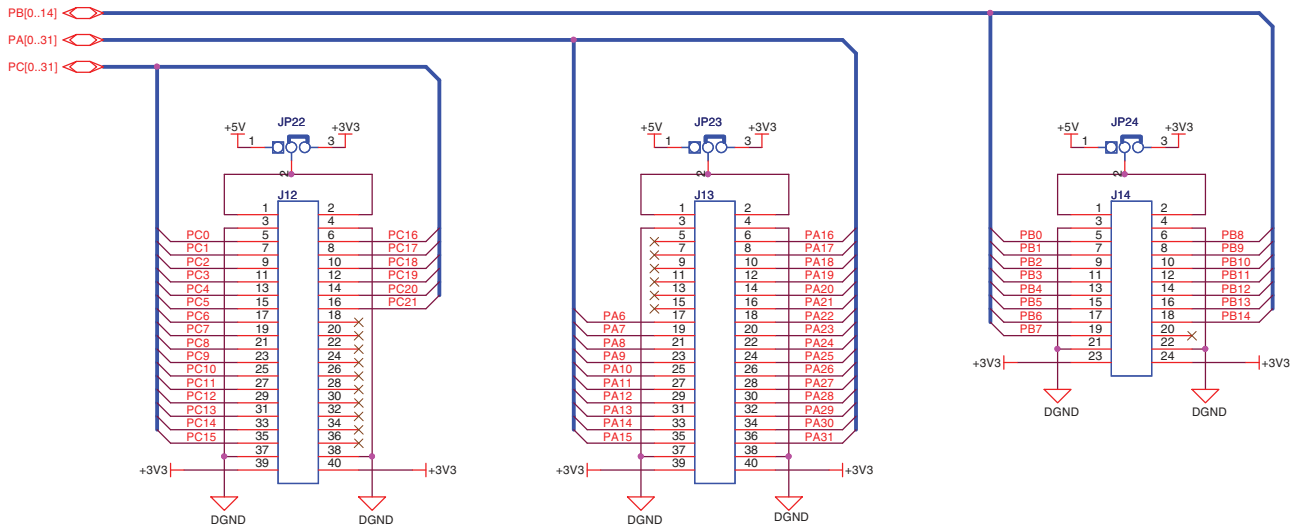 PB[0..14]
PA[0..31]
PC[0..31]
JP22
+5V 1 3 +3V3
2
J12
1 2
3 4
PC0 5 6 PC16
PC1 7 8 PC17
PC2 9 10 PC18
PC3 11 12 PC19
PC4 13 14 PC20
PC5 15 16 PC21
PC6 17 18
PC7 19 20
PC8 21 22
PC9 23 24
PC10 25 26
PC11 27 28
PC12 29 30
PC13 31 32
PC14 33 34
PC15 35 36
37 38
+3V3 39 40 +3V3
DGND DGND
JP23
+5V 1 3 +3V3
2
J13
1 2
3 4
5 6 PA16
7 8 PA17
9 10 PA18
11 12 PA19
13 14 PA20
15 16 PA21
PA6 17 18 PA22
PA7 19 20 PA23
PA8 21 22 PA24
PA9 23 24 PA25
PA10 25 26 PA26
PA11 27 28 PA27
PA12 29 30 PA28
PA13 31 32 PA29
PA14 33 34 PA30
PA15 35 36 PA31
37 38
+3V3 39 40 +3V3
DGND DGND
JP24
+5V 1 3 +3V3
2
J14
1 2
3 4
PB0 5 6 PB8
PB1 7 8 PB9
PB2 9 10 PB10
PB3 11 12 PB11
PB4 13 14 PB12
PB5 15 16 PB13
PB6 17 18 PB14
PB7 19 20
21 22
+3V3 23 24 +3V3
DGND DGND